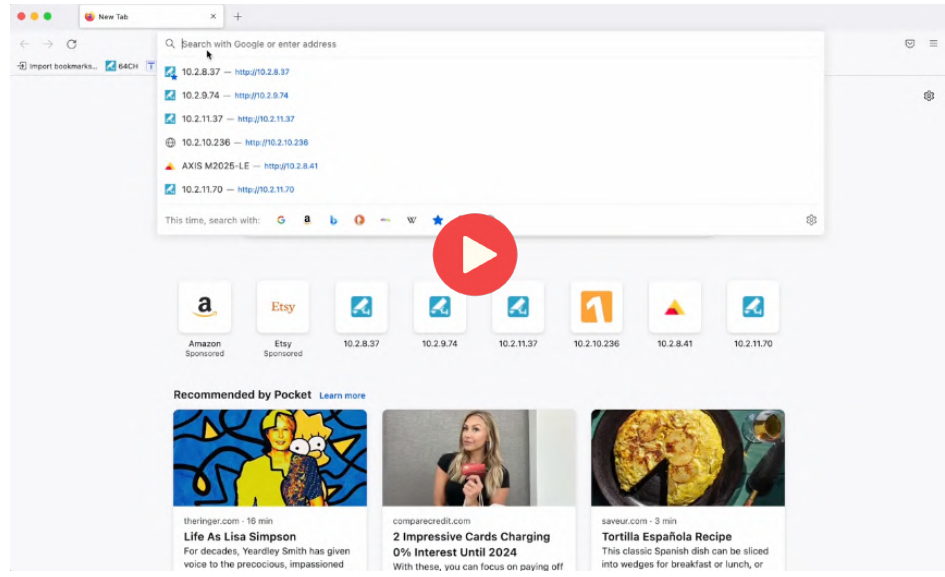 New Tab
Search with Google or enter address
Import bookmarks... 64CH T
10.2.8.37 — http://10.2.8.37
10.2.9.74 — http://10.2.9.74
10.2.11.37 — http://10.2.11.37
10.2.10.236 — http://10.2.10.236
AXIS M2025-LE — http://10.2.8.41
10.2.11.70 — http://10.2.11.70
This time, search with: G a b W
a Etsy 1
Amazon Etsy 10.2.8.37 10.2.9.74 10.2.11.37 10.2.10.236 10.2.8.41 10.2.11.70
Sponsored Sponsored
Recommended by Pocket Learn more
theringer.com · 16 min
Life As Lisa Simpson
For decades, Yeardley Smith has given
voice to the precocious, impassioned
comparecredit.com
2 Impressive Cards Charging
0% Interest Until 2024
With these, you can focus on paying off
saveur.com · 3 min
Tortilla Española Recipe
This classic Spanish dish can be sliced
into wedges for breakfast or lunch, or